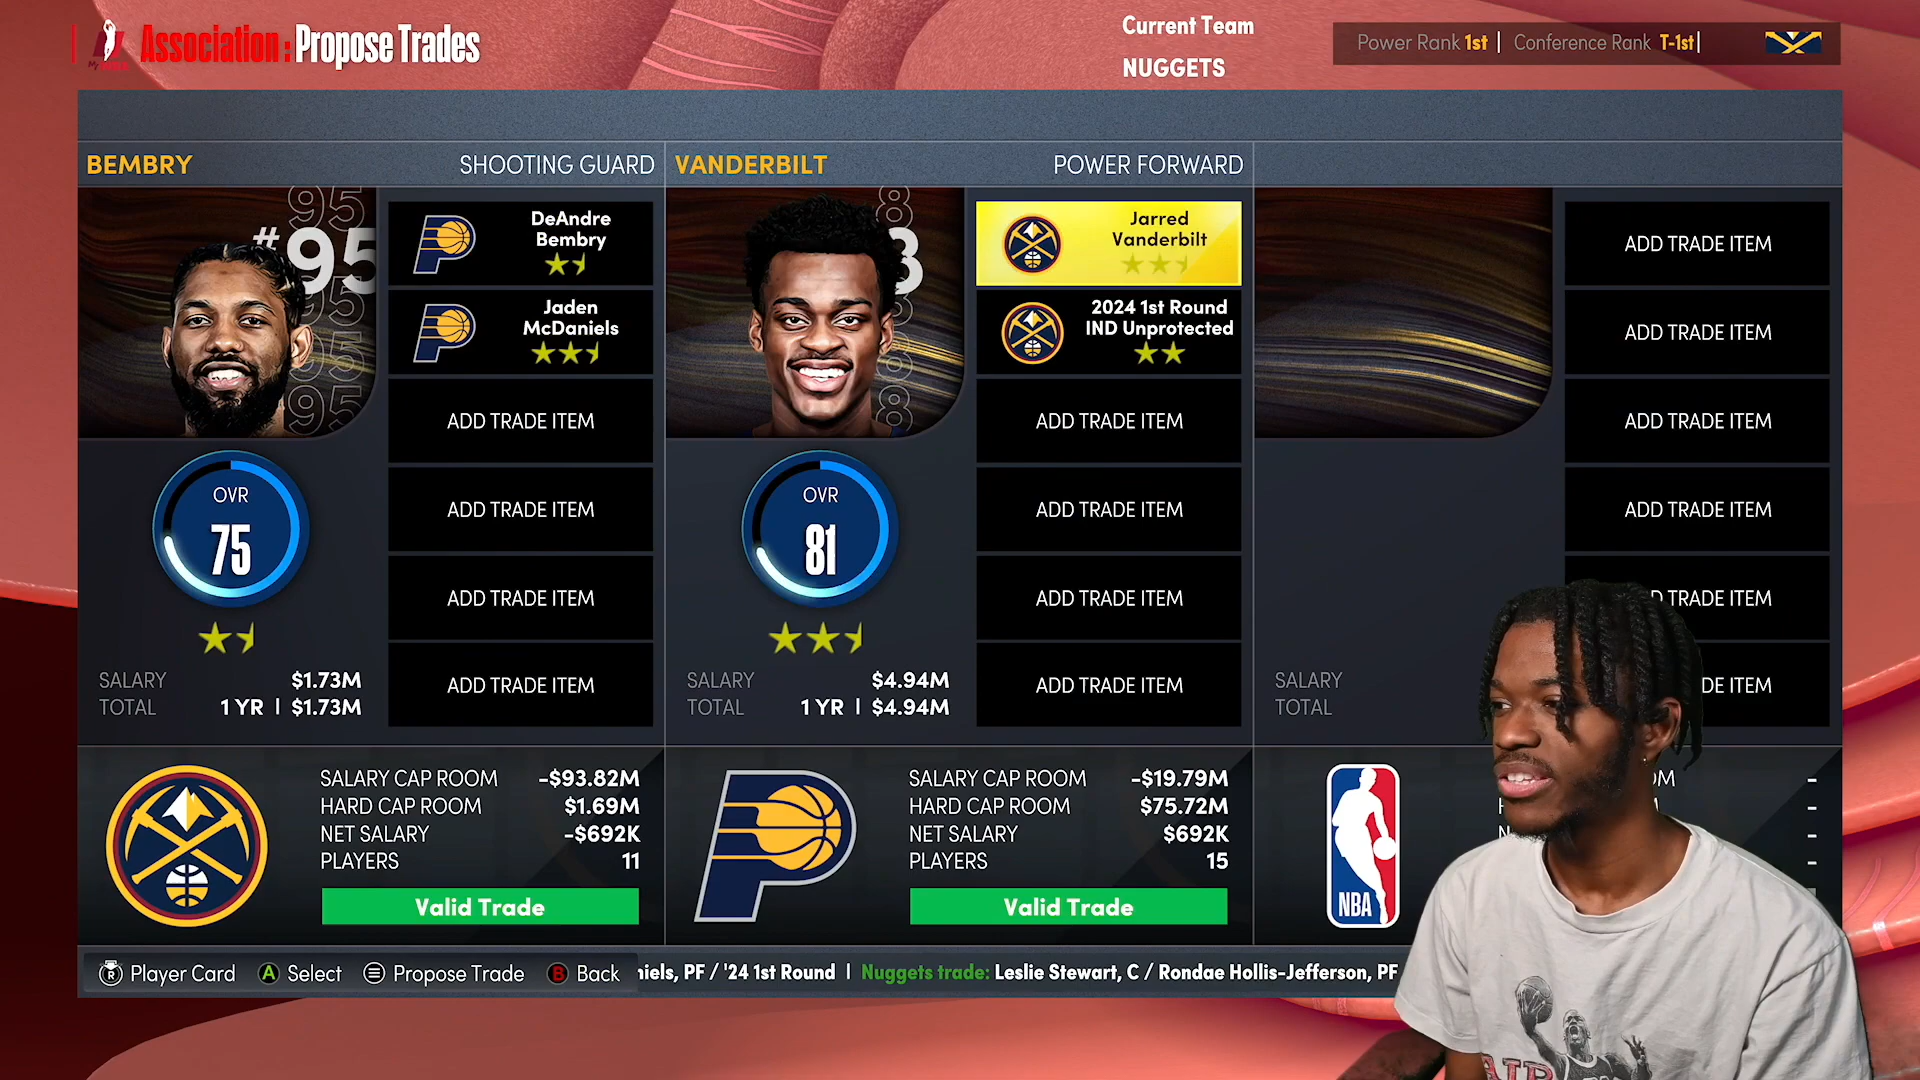 Association : Propose Trades
Current Team
NUGGETS
Power Rank 1st | Conference Rank T-1st |
BEMBRY
SHOOTING GUARD
#95
DeAndre
Bembry
Jaden
McDaniels
ADD TRADE ITEM
ADD TRADE ITEM
ADD TRADE ITEM
ADD TRADE ITEM
OVR
75
SALARY $1.73M
TOTAL 1 YR | $1.73M
VANDERBILT
POWER FORWARD
8
Jarred
Vanderbilt
2024 1st Round
IND Unprotected
ADD TRADE ITEM
ADD TRADE ITEM
ADD TRADE ITEM
ADD TRADE ITEM
OVR
81
SALARY $4.94M
TOTAL 1 YR | $4.94M
ADD TRADE ITEM
ADD TRADE ITEM
ADD TRADE ITEM
ADD TRADE ITEM
TRADE ITEM
ITEM
SALARY
TOTAL
SALARY CAP ROOM -$93.82M
HARD CAP ROOM $1.69M
NET SALARY -$692K
PLAYERS 11
Valid Trade
SALARY CAP ROOM -$19.79M
HARD CAP ROOM $75.72M
NET SALARY $692K
PLAYERS 15
Valid Trade
NBA
-
-
-
-
R Player Card A Select Propose Trade B Back
niels, PF / '24 1st Round | Nuggets trade: Leslie Stewart, C / Rondae Hollis-Jefferson, PF
AIR